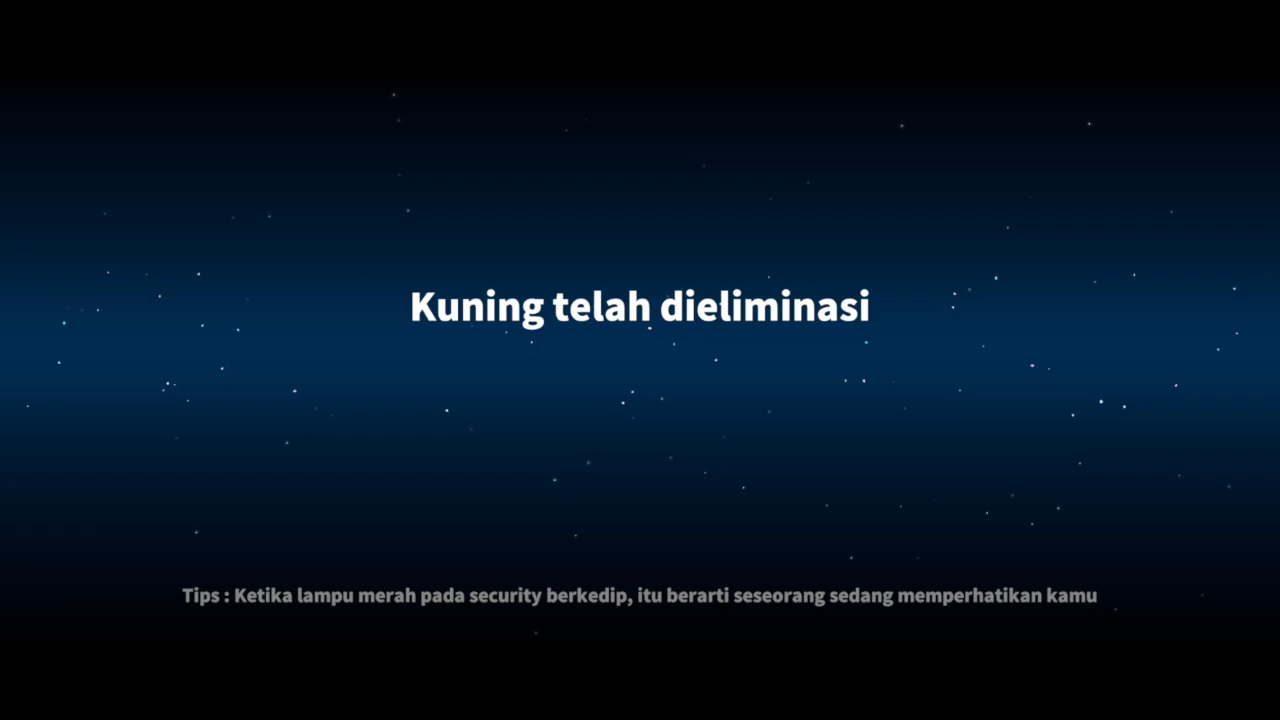 Kuning telah dieliminasi
Tips : Ketika lampu merah pada security berkedip, itu berarti seseorang sedang memperhatikan kamu